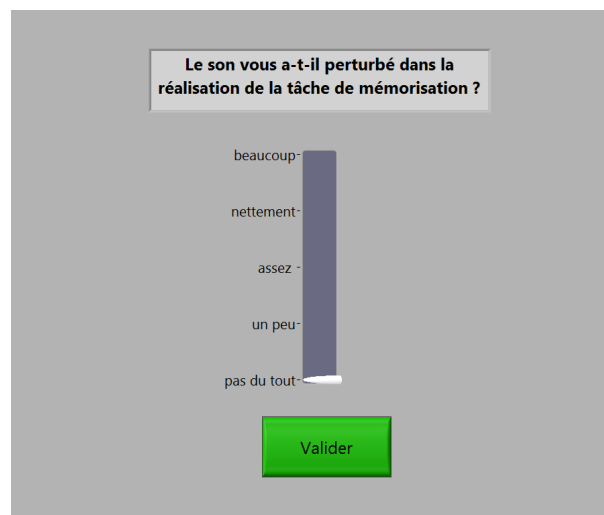 Le son vous a-t-il perturbé dans la
réalisation de la tâche de mémorisation ?
beaucoup
nettement
assez
un peu
pas du tout
Valider